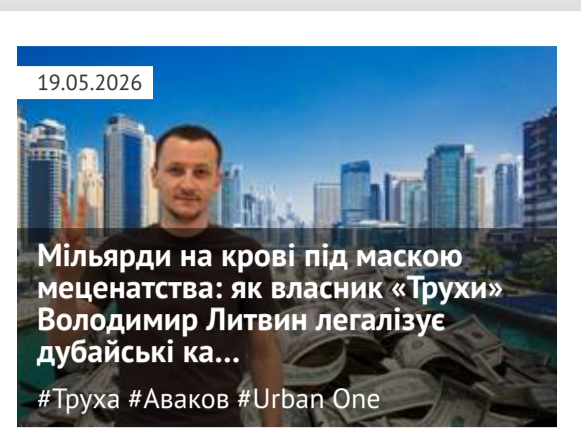 19.05.2026
Мільярди на крові під маскою
меценатства: як власник «Трухи»
Володимир Литвин легалізує
дубайські ка...
#Труха #Аваков #Urban One